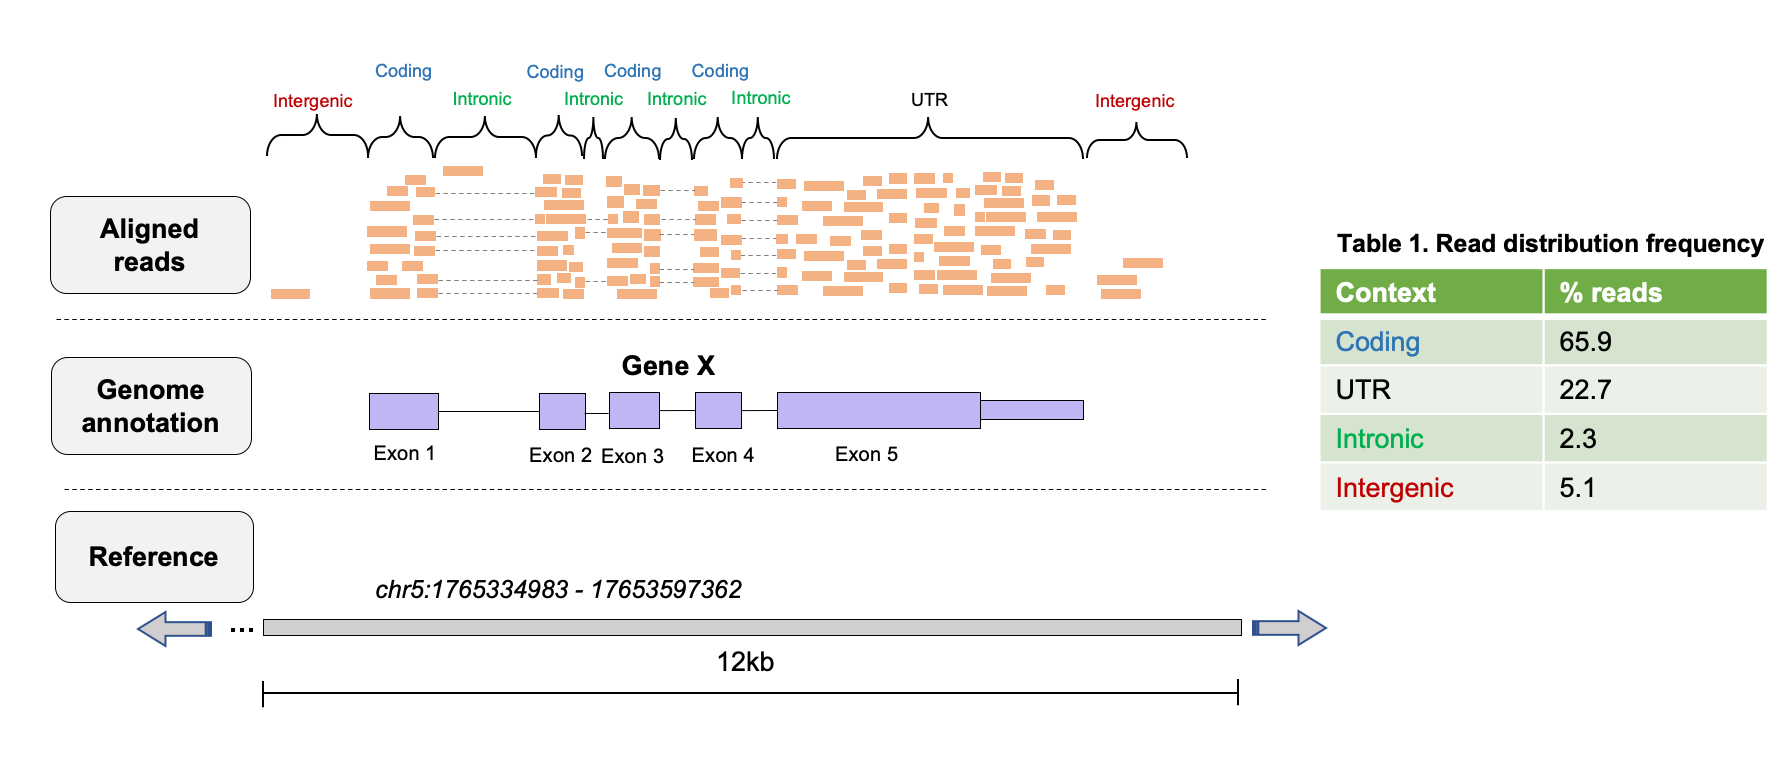 Coding
Coding
Coding
Coding
Intergenic
Intronic
Intronic
Intronic
Intronic
UTR
Intergenic
Aligned
reads
Genome
annotation
Gene X
Exon 1
Exon 2
Exon 3
Exon 4
Exon 5
Reference
chr5:1765334983 - 17653597362
...
12kb
Table 1. Read distribution frequency
Context % reads
Coding 65.9
UTR 22.7
Intronic 2.3
Intergenic 5.1